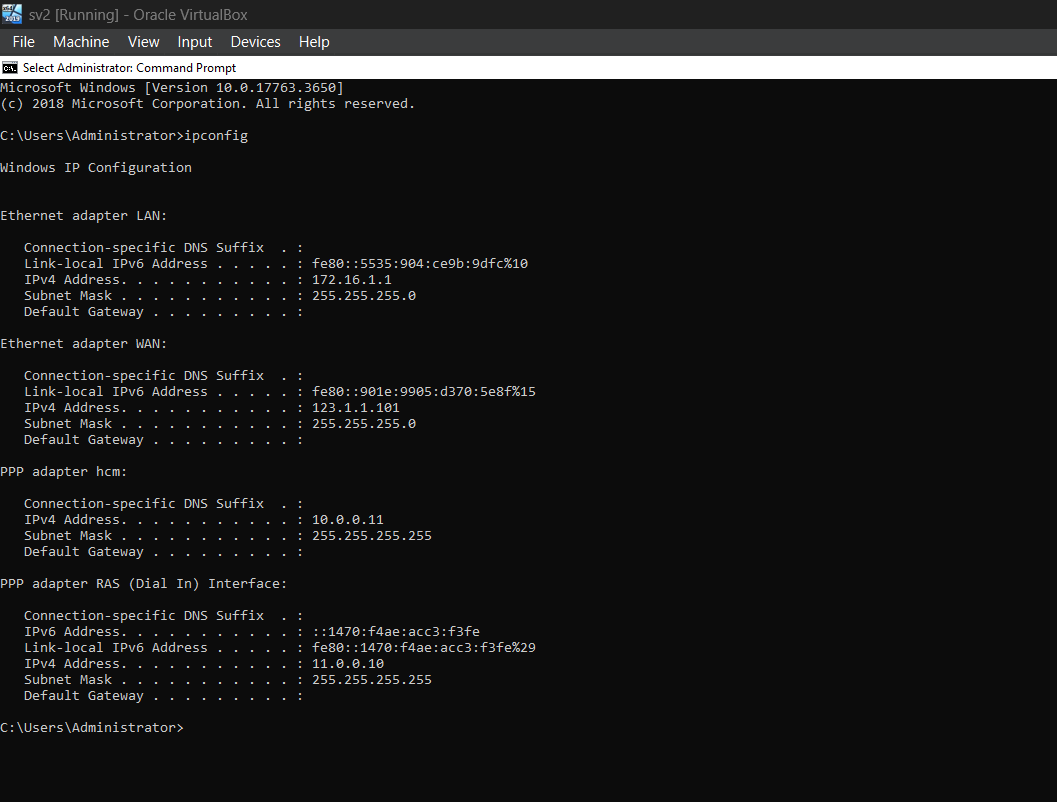 sv2 [Running] - Oracle VirtualBox
File Machine View Input Devices Help
Select Administrator: Command Prompt
Microsoft Windows [Version 10.0.17763.3650]
(c) 2018 Microsoft Corporation. All rights reserved.
C:\Users\Administrator>ipconfig
Windows IP Configuration
Ethernet adapter LAN:
Connection-specific DNS Suffix  . :
Link-local IPv6 Address . . . . . : fe80::5535:904:ce9b:9dfc%10
IPv4 Address. . . . . . . . . . . : 172.16.1.1
Subnet Mask . . . . . . . . . . . : 255.255.255.0
Default Gateway . . . . . . . . . :
Ethernet adapter WAN:
Connection-specific DNS Suffix  . :
Link-local IPv6 Address . . . . . : fe80::901e:9905:d370:5e8f%15
IPv4 Address. . . . . . . . . . . : 123.1.1.101
Subnet Mask . . . . . . . . . . . : 255.255.255.0
Default Gateway . . . . . . . . . :
PPP adapter hcm:
Connection-specific DNS Suffix  . :
IPv4 Address. . . . . . . . . . . : 10.0.0.11
Subnet Mask . . . . . . . . . . . : 255.255.255.255
Default Gateway . . . . . . . . . :
PPP adapter RAS (Dial In) Interface:
Connection-specific DNS Suffix  . :
IPv6 Address. . . . . . . . . . . : ::1470:f4ae:acc3:f3fe
Link-local IPv6 Address . . . . . : fe80::1470:f4ae:acc3:f3fe%29
IPv4 Address. . . . . . . . . . . : 11.0.0.10
Subnet Mask . . . . . . . . . . . : 255.255.255.255
Default Gateway . . . . . . . . . :
C:\Users\Administrator>